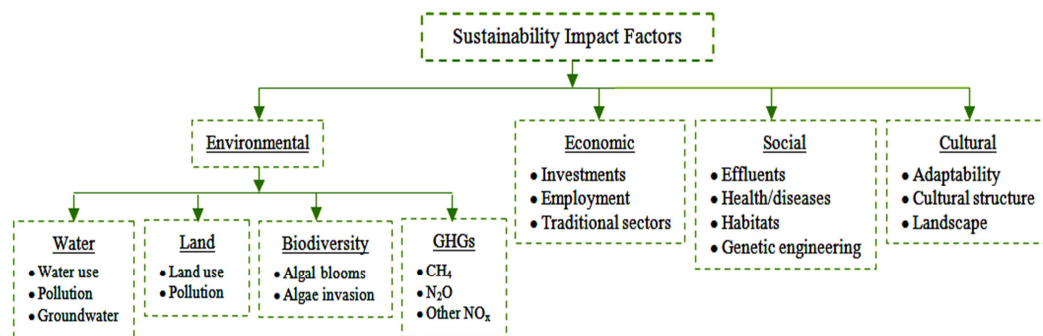 Sustainability Impact Factors
Environmental
Economic
• Investments
• Employment
• Traditional sectors
Social
• Effluents
• Health/diseases
• Habitats
• Genetic engineering
Cultural
• Adaptability
• Cultural structure
• Landscape
Water
• Water use
• Pollution
• Groundwater
Land
• Land use
• Pollution
Biodiversity
• Algal blooms
• Algae invasion
GHGs
• CH₄
• N₂O
• Other NOₓ